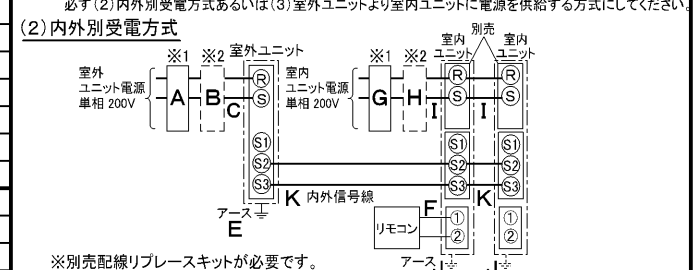 必ず(2)内外別受電方式あるいは(3)室外ユニットより室内ユニットに電源を供給する方式にしてください。
(2)内外別受電方式
※1 ※2 室外ユニット
室外
ユニット電源
単相 200V
A B C
R
S
S1
S2
S3
アース
E
K 内外信号線
※1 ※2
室内
ユニット電源
単相 200V
G H I
別売
室内
ユニット
室内
ユニット
R
S
S1
S2
S3
I
R
S
S1
S2
S3
K
リモコン
F
①
②
①
②
アース
J
J
※別売配線リプレースキットが必要です。